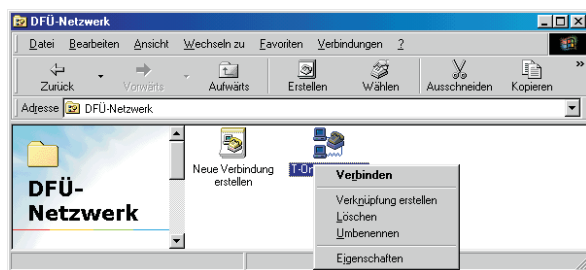 DFÜ-Netzwerk
Datei Bearbeiten Ansicht Wechseln zu Favoriten Verbindungen ?
Zurück Vorwärts Aufwärts Erstellen Wählen Ausschneiden Kopieren »
Adresse DFÜ-Netzwerk
DFÜ-
Netzwerk
Neue Verbindung
erstellen
Verbinden
Verknüpfung erstellen
Löschen
Umbenennen
Eigenschaften